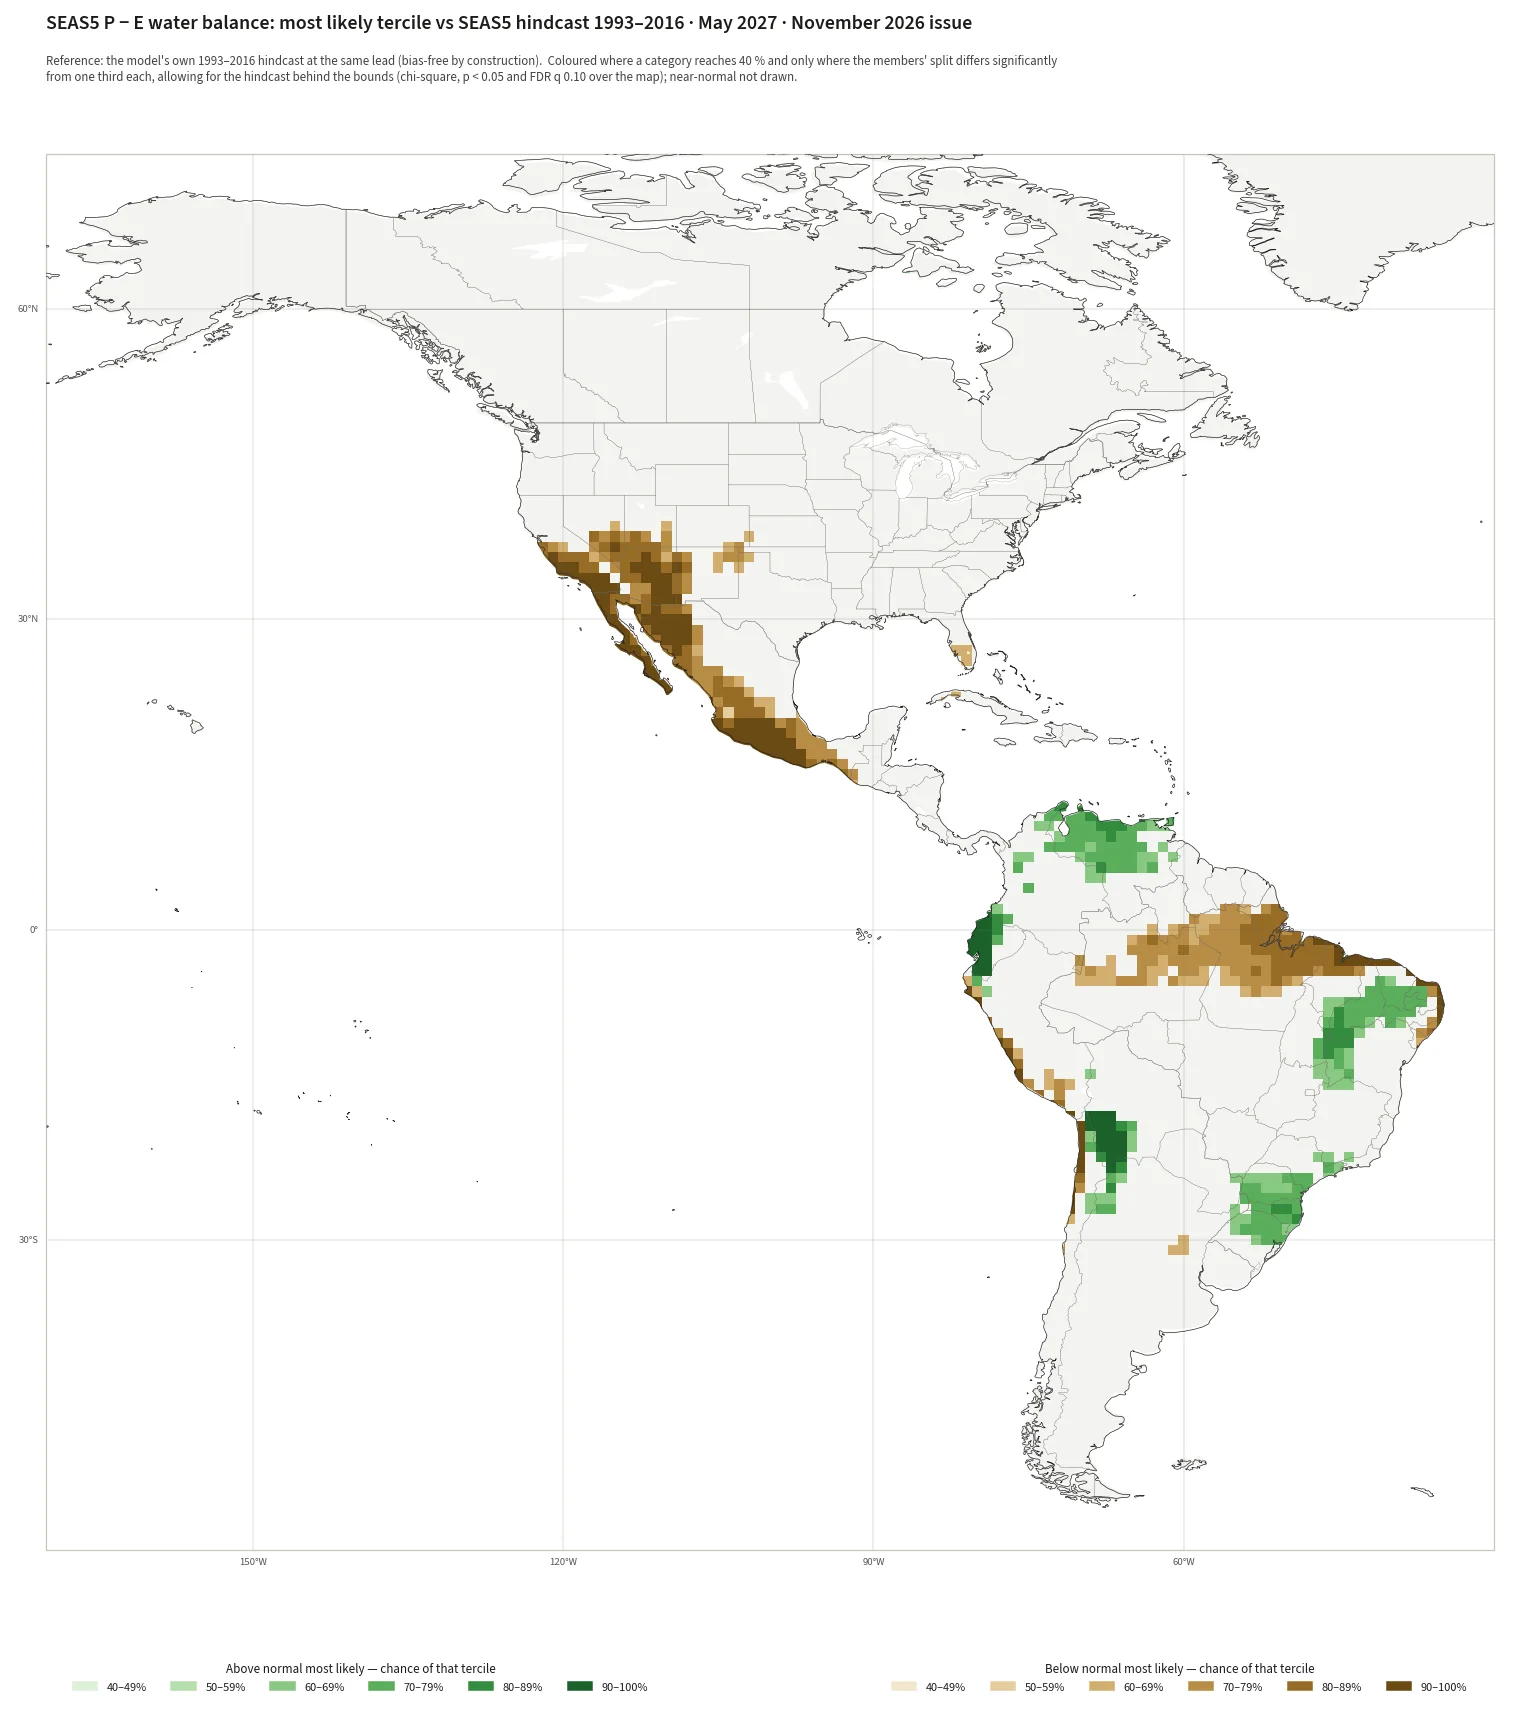 SEAS5 P − E water balance: most likely tercile vs SEAS5 hindcast 1993–2016 · May 2027 · November 2026 issue
Reference: the model's own 1993–2016 hindcast at the same lead (bias-free by construction). Coloured where a category reaches 40 % and only where the members' split differs significantly
from one third each, allowing for the hindcast behind the bounds (chi-square, p < 0.05 and FDR q 0.10 over the map); near-normal not drawn.
60°N
30°N
0°
30°S
150°W
120°W
90°W
60°W
Above normal most likely — chance of that tercile
40–49%
50–59%
60–69%
70–79%
80–89%
90–100%
Below normal most likely — chance of that tercile
40–49%
50–59%
60–69%
70–79%
80–89%
90–100%